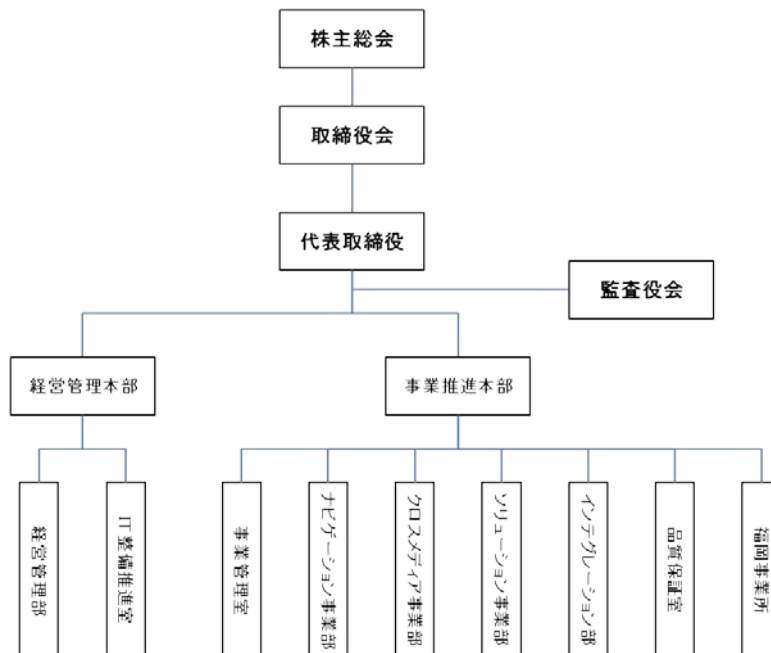 株主総会
取締役会
代表取締役
監査役会
経営管理本部
事業推進本部
経営管理部
IT整備推進室
事業管理室
ナビゲーション事業部
クロスメディア事業部
ソリューション事業部
インテグレーション部
品質保証室
福岡事業所